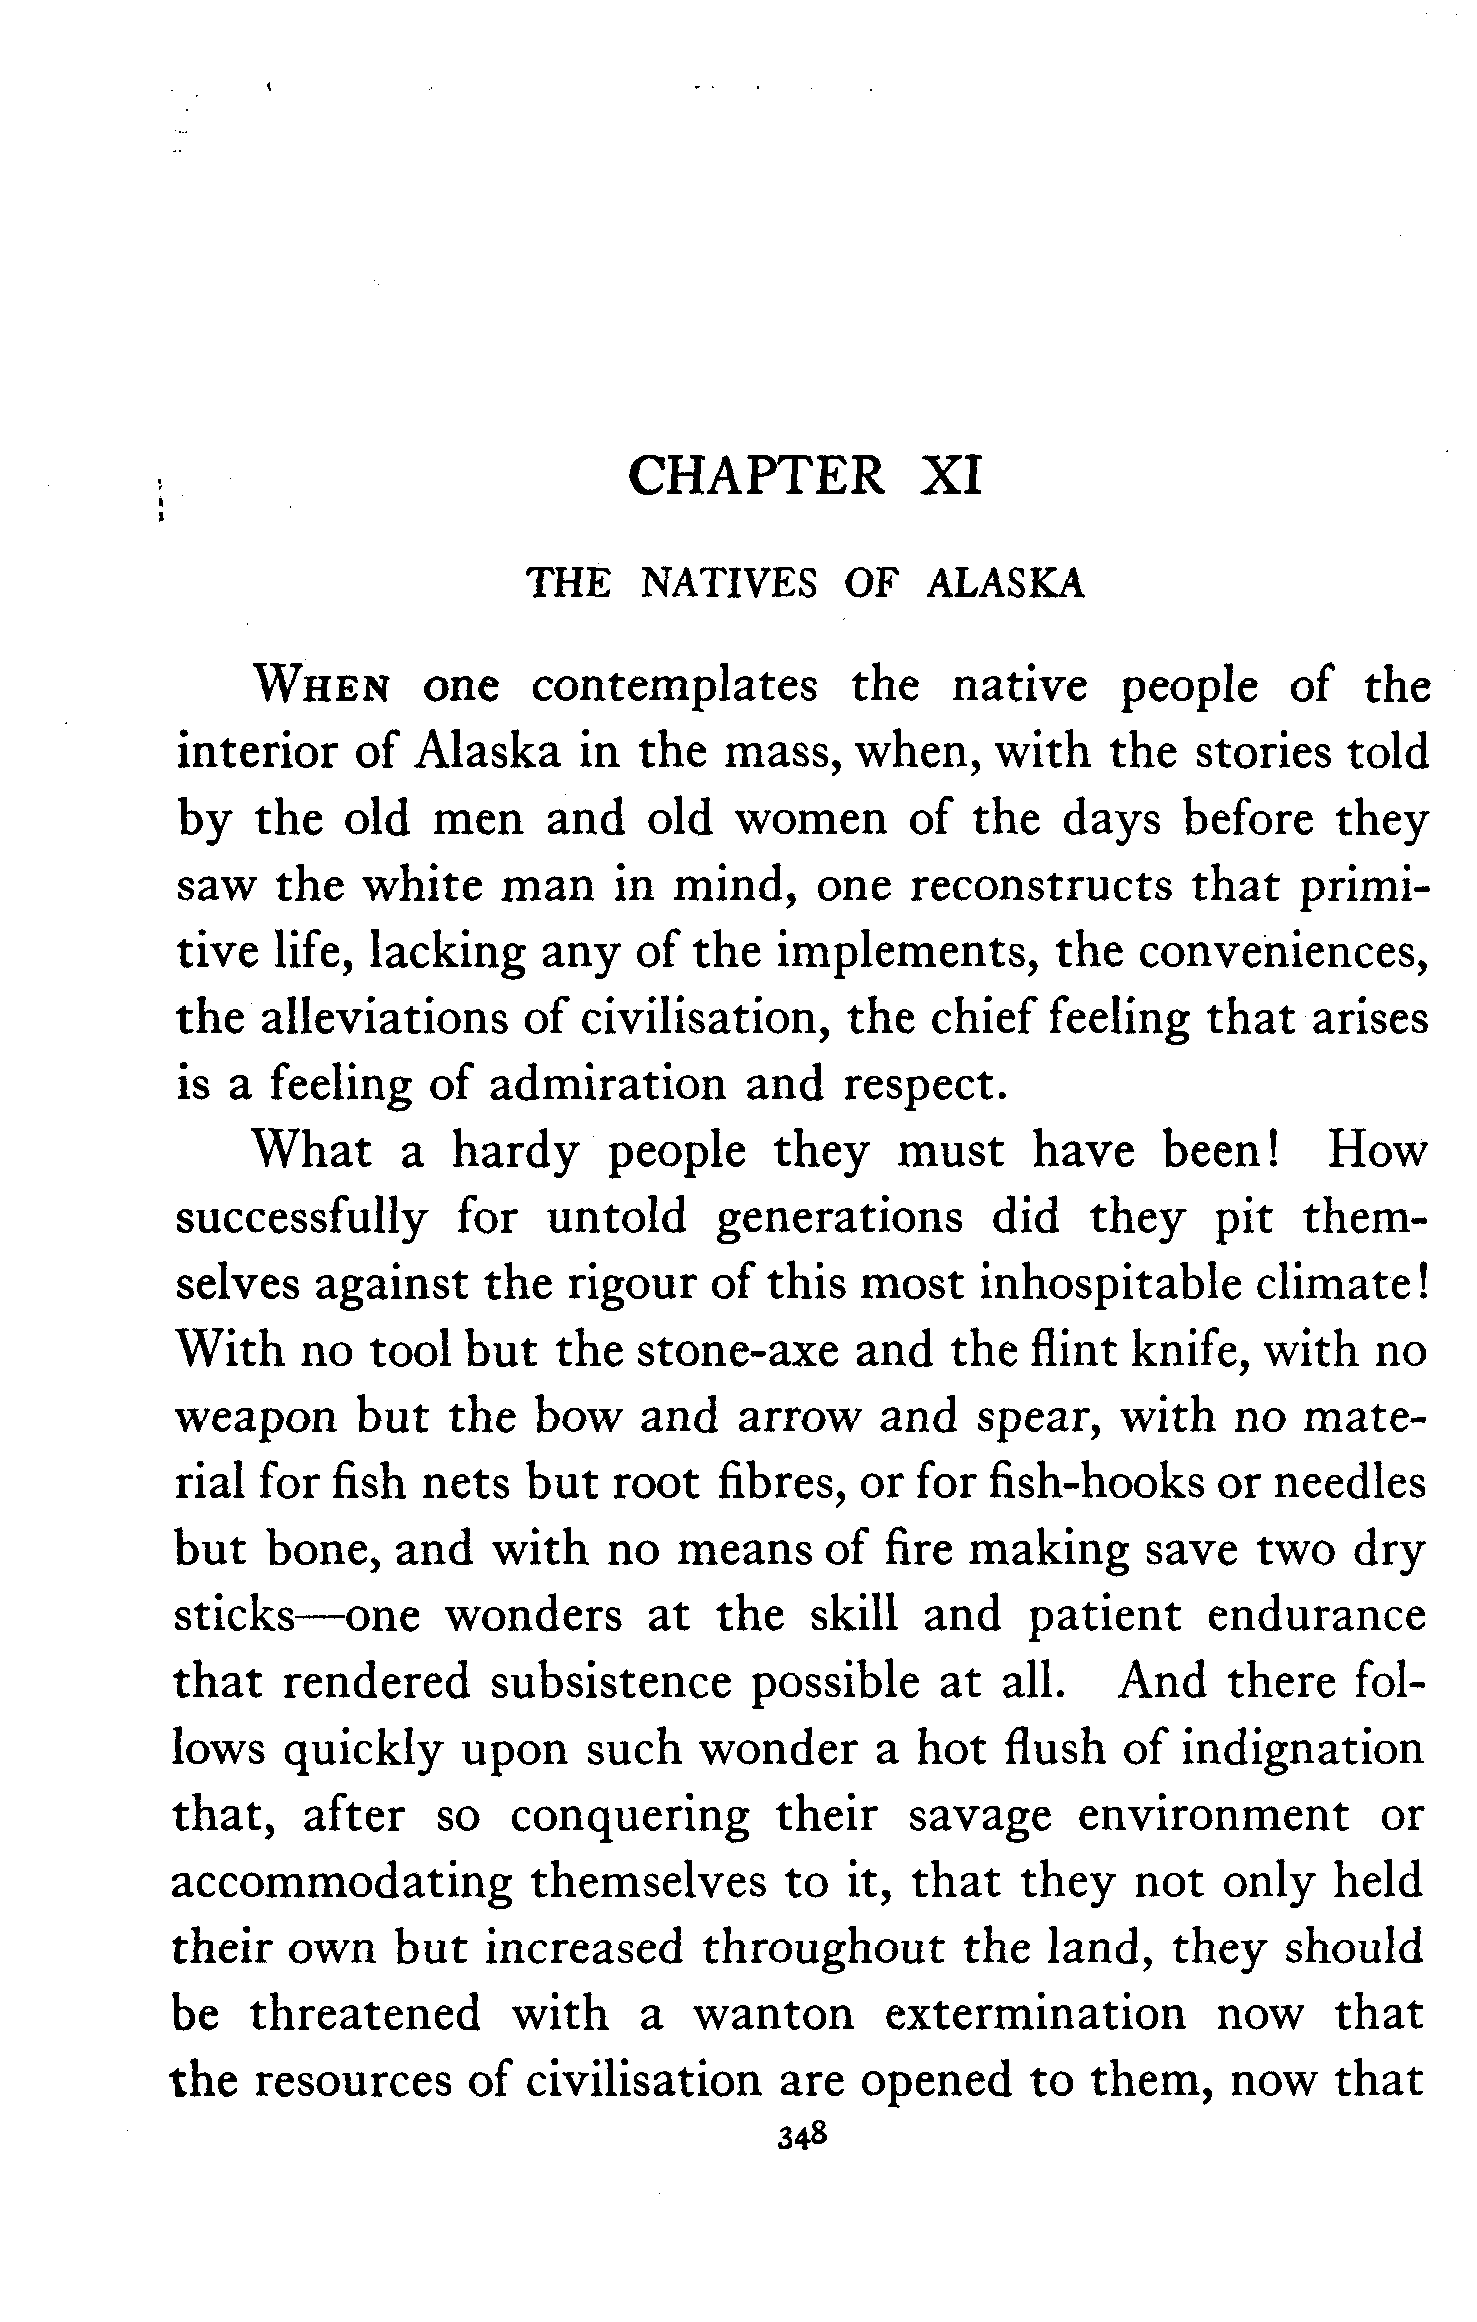 CHAPTER XI
THE NATIVES OF ALASKA
WHEN one contemplates the native people of the
interior of Alaska in the mass, when, with the stories told
by the old men and old women of the days before they
saw the white man in mind, one reconstructs that primi-
tive life, lacking any of the implements, the conveniences,
the alleviations of civilisation, the chief feeling that arises
is a feeling of admiration and respect.
What a hardy people they must have been! How
successfully for untold generations did they pit them-
selves against the rigour of this most inhospitable climate!
With no tool but the stone-axe and the flint knife, with no
weapon but the bow and arrow and spear, with no mate-
rial for fish nets but root fibres, or for fish-hooks or needles
but bone, and with no means of fire making save two dry
sticks—one wonders at the skill and patient endurance
that rendered subsistence possible at all. And there fol-
lows quickly upon such wonder a hot flush of indignation
that, after so conquering their savage environment or
accommodating themselves to it, that they not only held
their own but increased throughout the land, they should
be threatened with a wanton extermination now that
the resources of civilisation are opened to them, now that
348